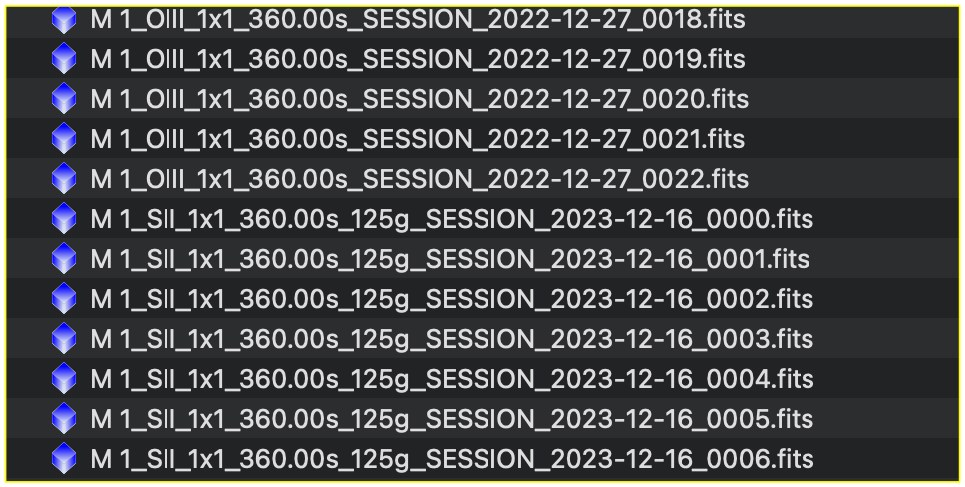 M 1_OIII_1x1_360.00s_SESSION_2022-12-27_0018.fits
M 1_OIII_1x1_360.00s_SESSION_2022-12-27_0019.fits
M 1_OIII_1x1_360.00s_SESSION_2022-12-27_0020.fits
M 1_OIII_1x1_360.00s_SESSION_2022-12-27_0021.fits
M 1_OIII_1x1_360.00s_SESSION_2022-12-27_0022.fits
M 1_SII_1x1_360.00s_125g_SESSION_2023-12-16_0000.fits
M 1_SII_1x1_360.00s_125g_SESSION_2023-12-16_0001.fits
M 1_SII_1x1_360.00s_125g_SESSION_2023-12-16_0002.fits
M 1_SII_1x1_360.00s_125g_SESSION_2023-12-16_0003.fits
M 1_SII_1x1_360.00s_125g_SESSION_2023-12-16_0004.fits
M 1_SII_1x1_360.00s_125g_SESSION_2023-12-16_0005.fits
M 1_SII_1x1_360.00s_125g_SESSION_2023-12-16_0006.fits